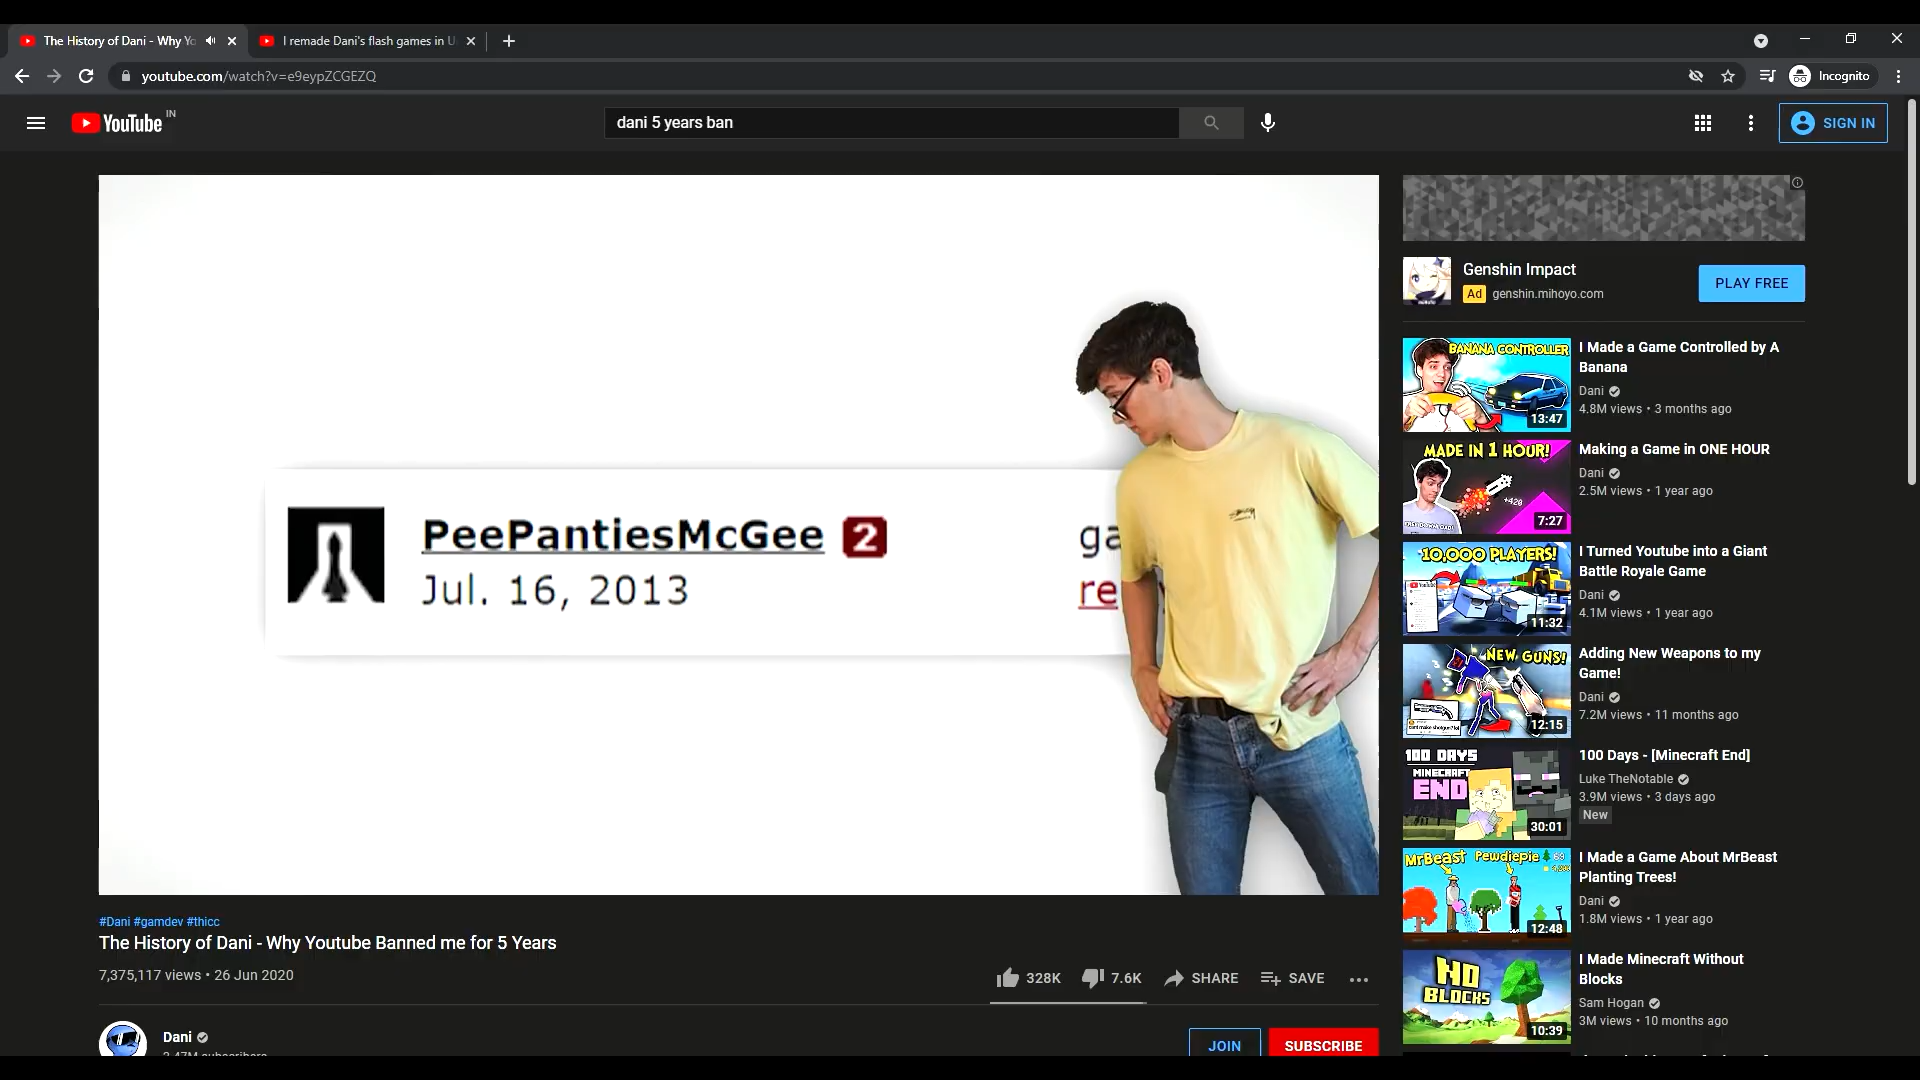 The History of Dani - Why Yo
I remade Dani's flash games in U
youtube.com/watch?v=e9eypZCGEZQ
Incognito
YouTube IN
dani 5 years ban
SIGN IN
PeePantiesMcGee 2
Jul. 16, 2013
ga
re
#Dani #gamdev #thicc
The History of Dani - Why Youtube Banned me for 5 Years
7,375,117 views • 26 Jun 2020
328K
7.6K
SHARE
SAVE
Dani
JOIN
SUBSCRIBE
Genshin Impact
Ad genshin.mihoyo.com
PLAY FREE
BANANA CONTROLLER
13:47
I Made a Game Controlled by A
Banana
Dani
4.8M views • 3 months ago
MADE IN 1 HOUR!
+420
7:27
Making a Game in ONE HOUR
Dani
2.5M views • 1 year ago
10,000 PLAYERS!
11:32
I Turned Youtube into a Giant
Battle Royale Game
Dani
4.1M views • 1 year ago
NEW GUNS!
12:15
Adding New Weapons to my
Game!
Dani
7.2M views • 11 months ago
100 DAYS
MINECRAFT
END
30:01
100 Days - [Minecraft End]
Luke TheNotable
3.9M views • 3 days ago
New
MrBeast Pewdiepie
12:48
I Made a Game About MrBeast
Planting Trees!
Dani
1.8M views • 1 year ago
NO
BLOCKS
10:39
I Made Minecraft Without
Blocks
Sam Hogan
3M views • 10 months ago